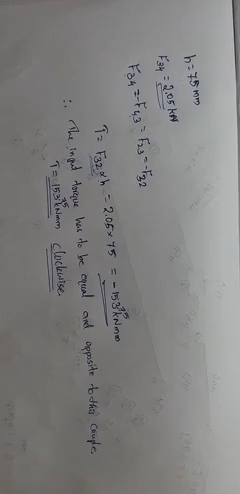 h = 75 mm
F34 = 2.05 kN
F34 = -F43 = F23 = -F32
T = F32 x h = 2.05 x 75 = -153.75 kNmm
∴ The input torque has to be equal and opposite to this couple.
T = 153.75 kNmm clockwise.